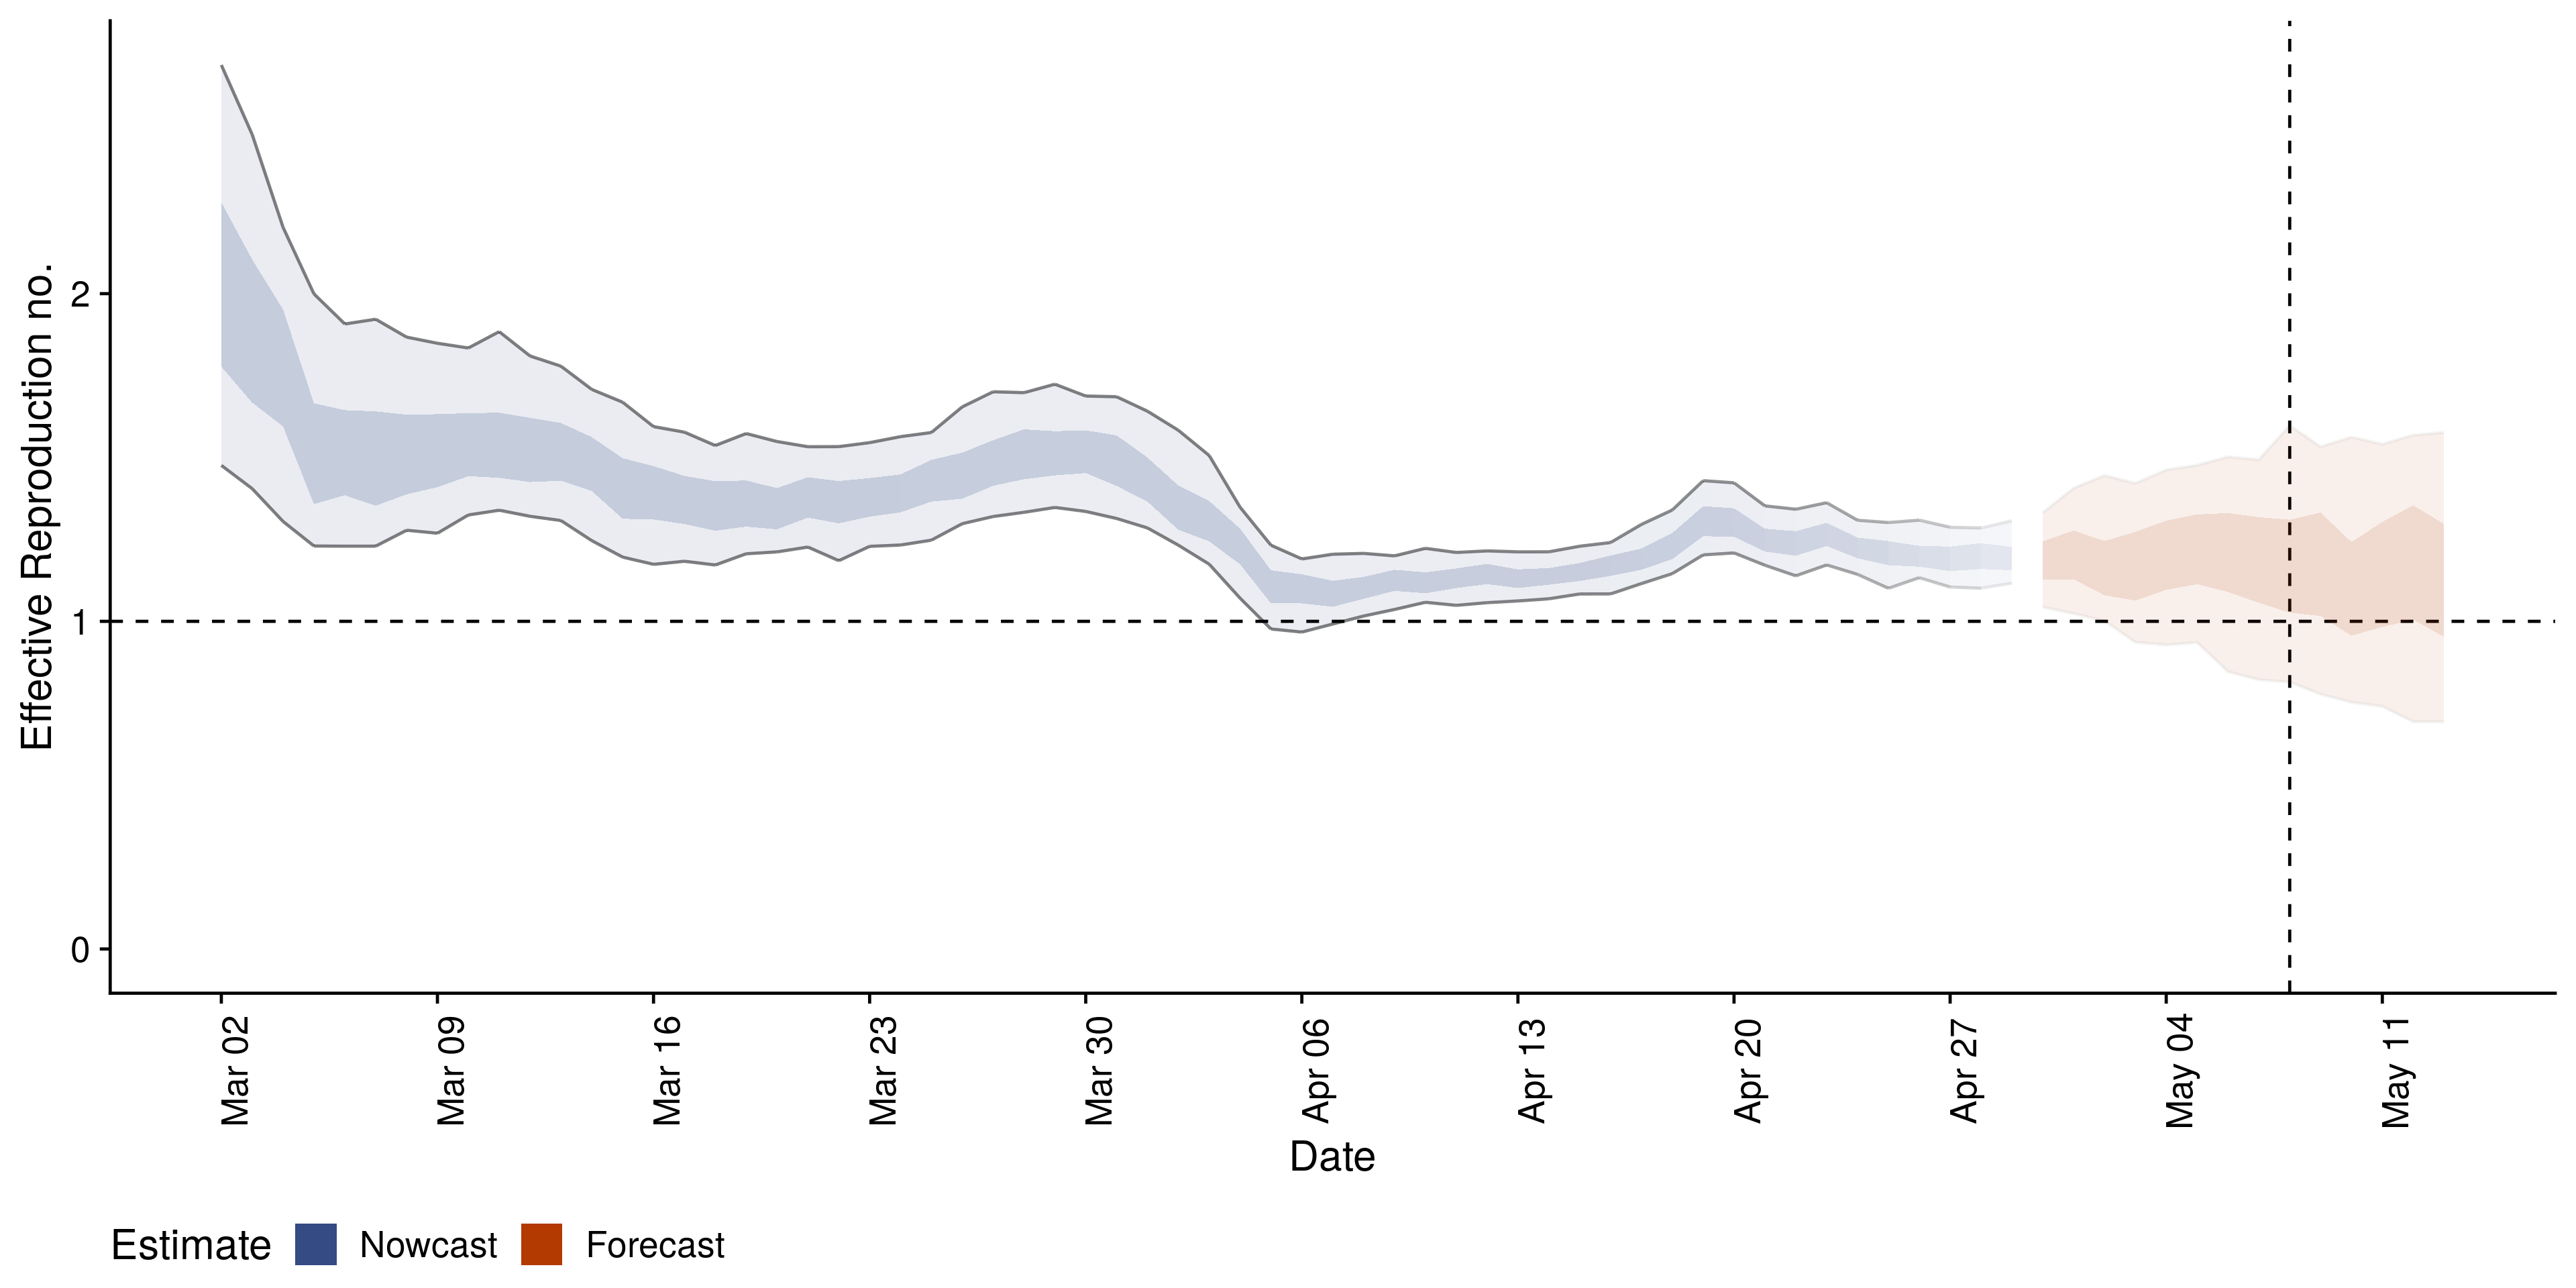 Effective Reproduction no.
2
1
0
Mar 02
Mar 09
Mar 16
Mar 23
Mar 30
Apr 06
Apr 13
Apr 20
Apr 27
May 04
May 11
Date
Estimate Nowcast Forecast